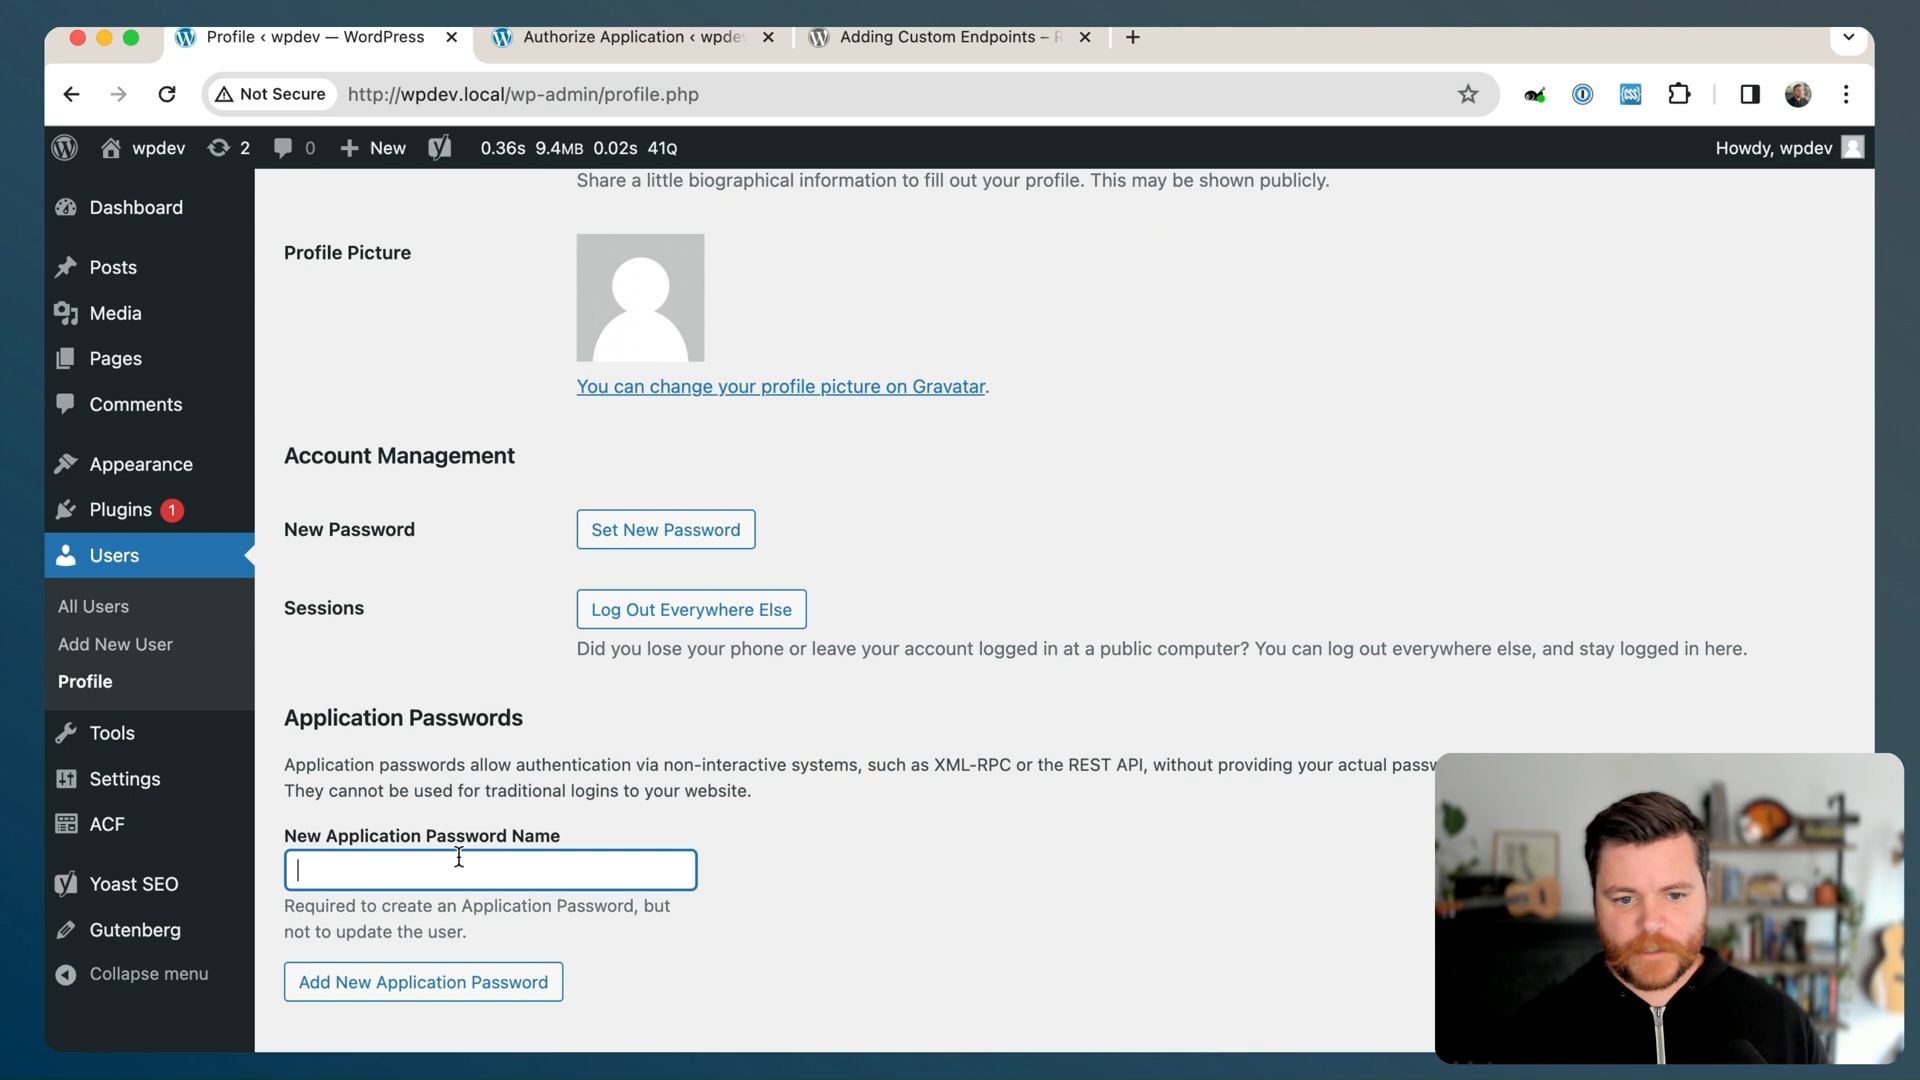 Profile ‹ wpdev — WordPress
Authorize Application ‹ wpde
Adding Custom Endpoints – R
Not Secure
http://wpdev.local/wp-admin/profile.php
wpdev
2
0
New
0.36s 9.4MB 0.02s 41Q
Howdy, wpdev
Dashboard
Posts
Media
Pages
Comments
Appearance
Plugins 1
Users
All Users
Add New User
Profile
Tools
Settings
ACF
Yoast SEO
Gutenberg
Collapse menu
Share a little biographical information to fill out your profile. This may be shown publicly.
Profile Picture
You can change your profile picture on Gravatar.
Account Management
New Password
Set New Password
Sessions
Log Out Everywhere Else
Did you lose your phone or leave your account logged in at a public computer? You can log out everywhere else, and stay logged in here.
Application Passwords
Application passwords allow authentication via non-interactive systems, such as XML-RPC or the REST API, without providing your actual passw
They cannot be used for traditional logins to your website.
New Application Password Name
Required to create an Application Password, but
not to update the user.
Add New Application Password